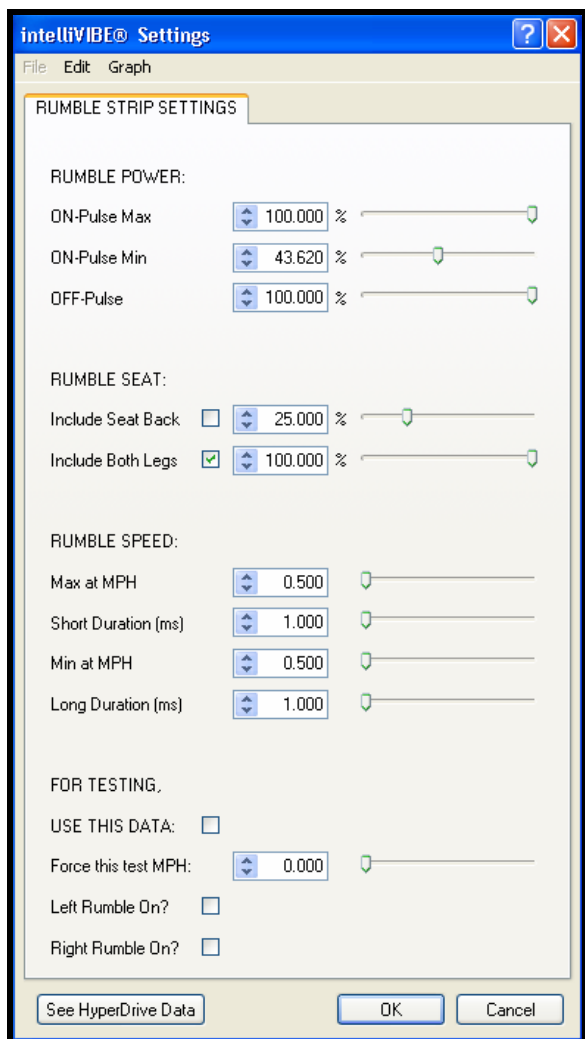 intelliVIBE® Settings
File Edit Graph
RUMBLE STRIP SETTINGS
RUMBLE POWER:
ON-Pulse Max 100.000 %
ON-Pulse Min 43.620 %
OFF-Pulse 100.000 %
RUMBLE SEAT:
Include Seat Back 25.000 %
Include Both Legs 100.000 %
RUMBLE SPEED:
Max at MPH 0.500
Short Duration (ms) 1.000
Min at MPH 0.500
Long Duration (ms) 1.000
FOR TESTING,
USE THIS DATA:
Force this test MPH: 0.000
Left Rumble On?
Right Rumble On?
See HyperDrive Data OK Cancel